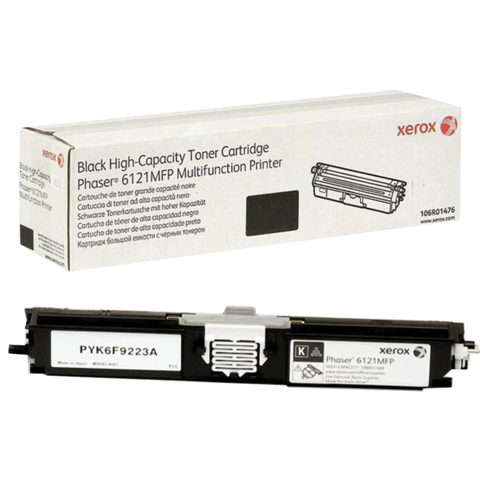 xerox
Black High-Capacity Toner Cartridge
Phaser® 6121MFP Multifunction Printer
Cartouche de toner grande capacité noire
Cartuccia di toner ad alta capacità nero
Schwarze Tonerkartusche mit hoher Kapazität
Cartucho de tóner de alta capacidad negro
Cartucho de toner de alta capacidade preto
Картридж большой емкости с черным тонером
106R01476
www.xerox.com
PYK6F9223A
Made in
K
xerox
Phaser® 6121MFP